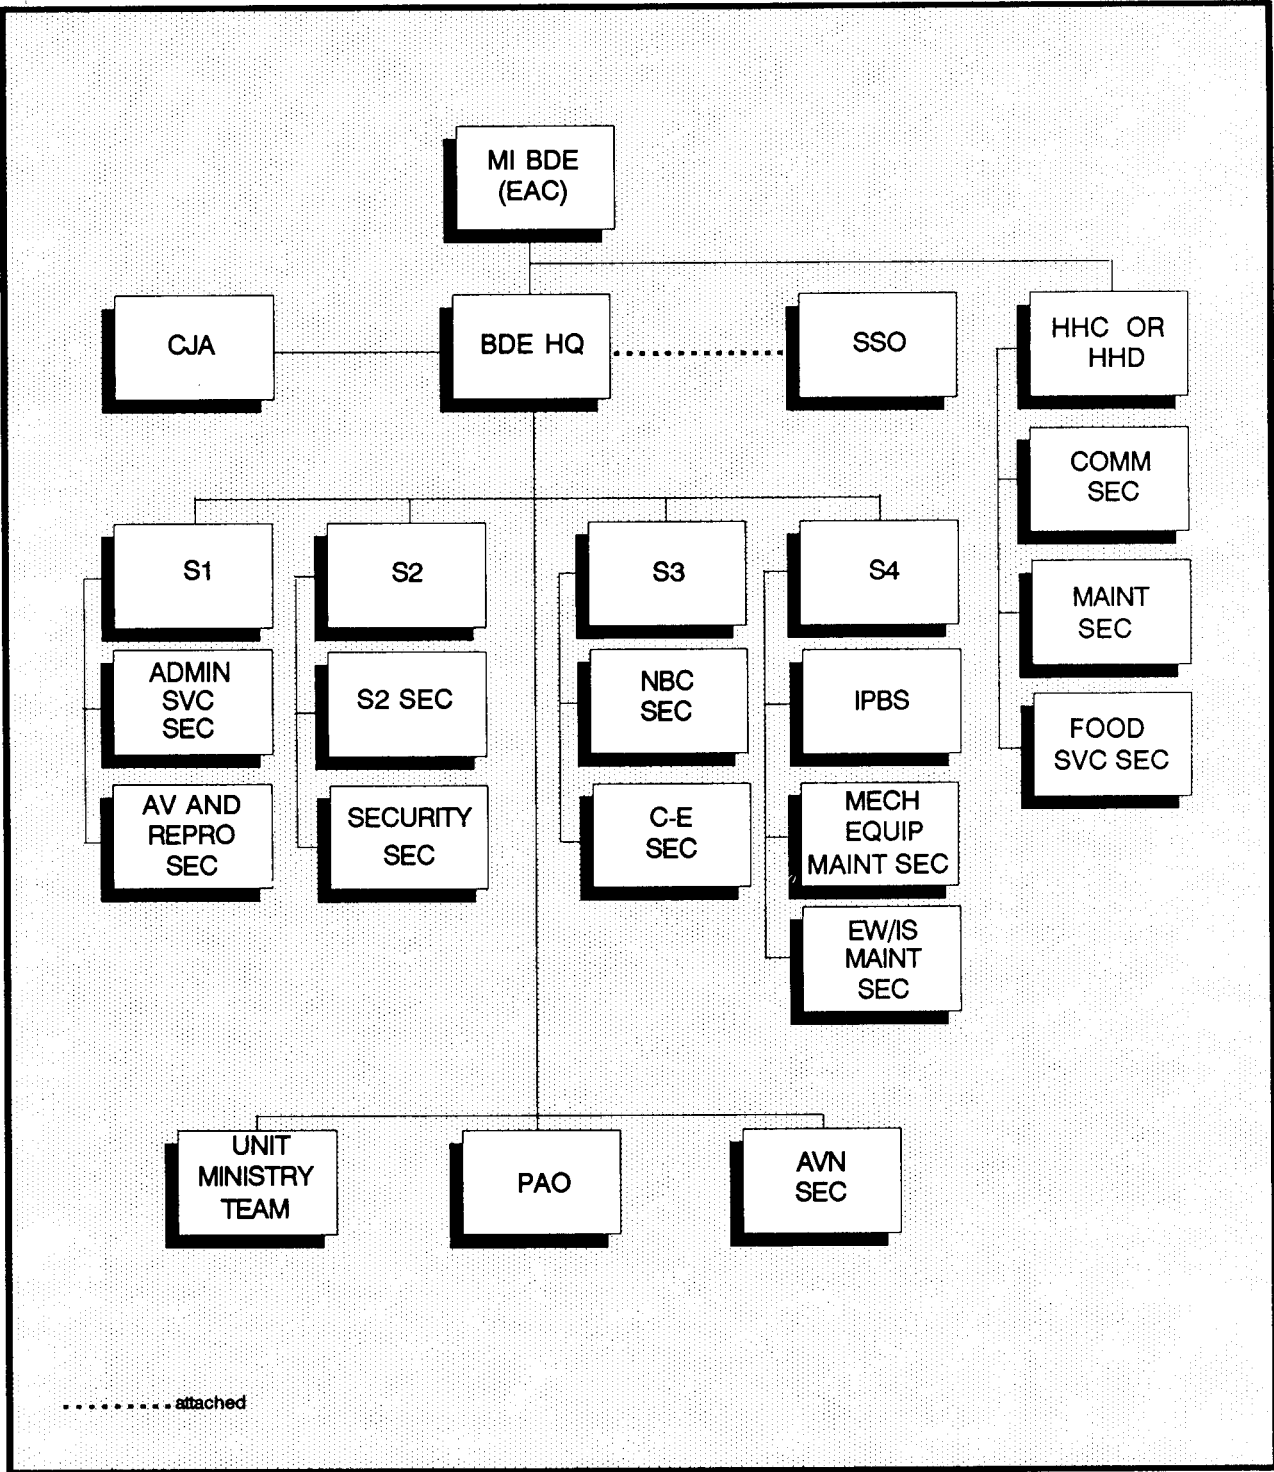 MI BDE
(EAC)
CJA
BDE HQ
SSO
HHC OR
HHD
COMM
SEC
MAINT
SEC
FOOD
SVC SEC
S1
ADMIN
SVC
SEC
AV AND
REPRO
SEC
S2
S2 SEC
SECURITY
SEC
S3
NBC
SEC
C-E
SEC
S4
IPBS
MECH
EQUIP
MAINT SEC
EW/IS
MAINT
SEC
UNIT
MINISTRY
TEAM
PAO
AVN
SEC
attached